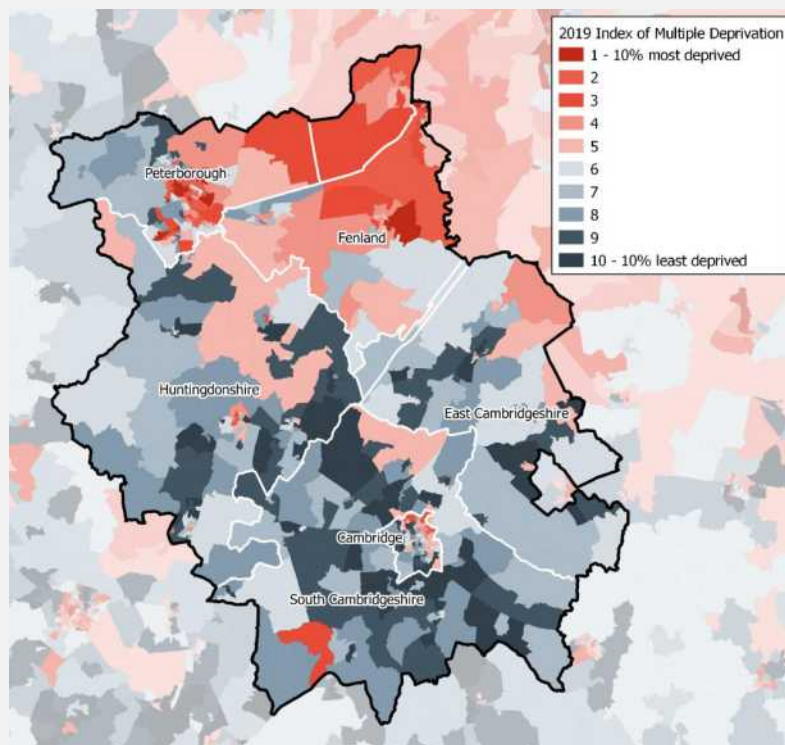 2019 Index of Multiple Deprivation
1 - 10% most deprived
2
3
4
5
6
7
8
9
10 - 10% least deprived
Peterborough
Fenland
Huntingdonshire
East Cambridgeshire
Cambridge
South Cambridgeshire